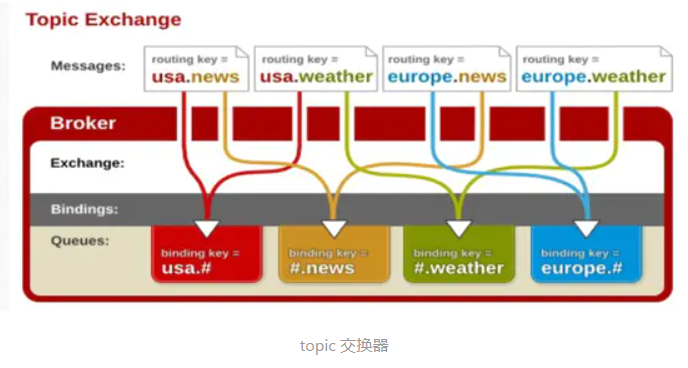 Topic Exchange
Messages:
routing key =
usa.news
routing key =
usa.weather
routing key =
europe.news
routing key =
europe.weather
Broker
Exchange:
Bindings:
Queues:
binding key =
usa.#
binding key =
#.news
binding key =
#.weather
binding key =
europe.#
topic 交换器